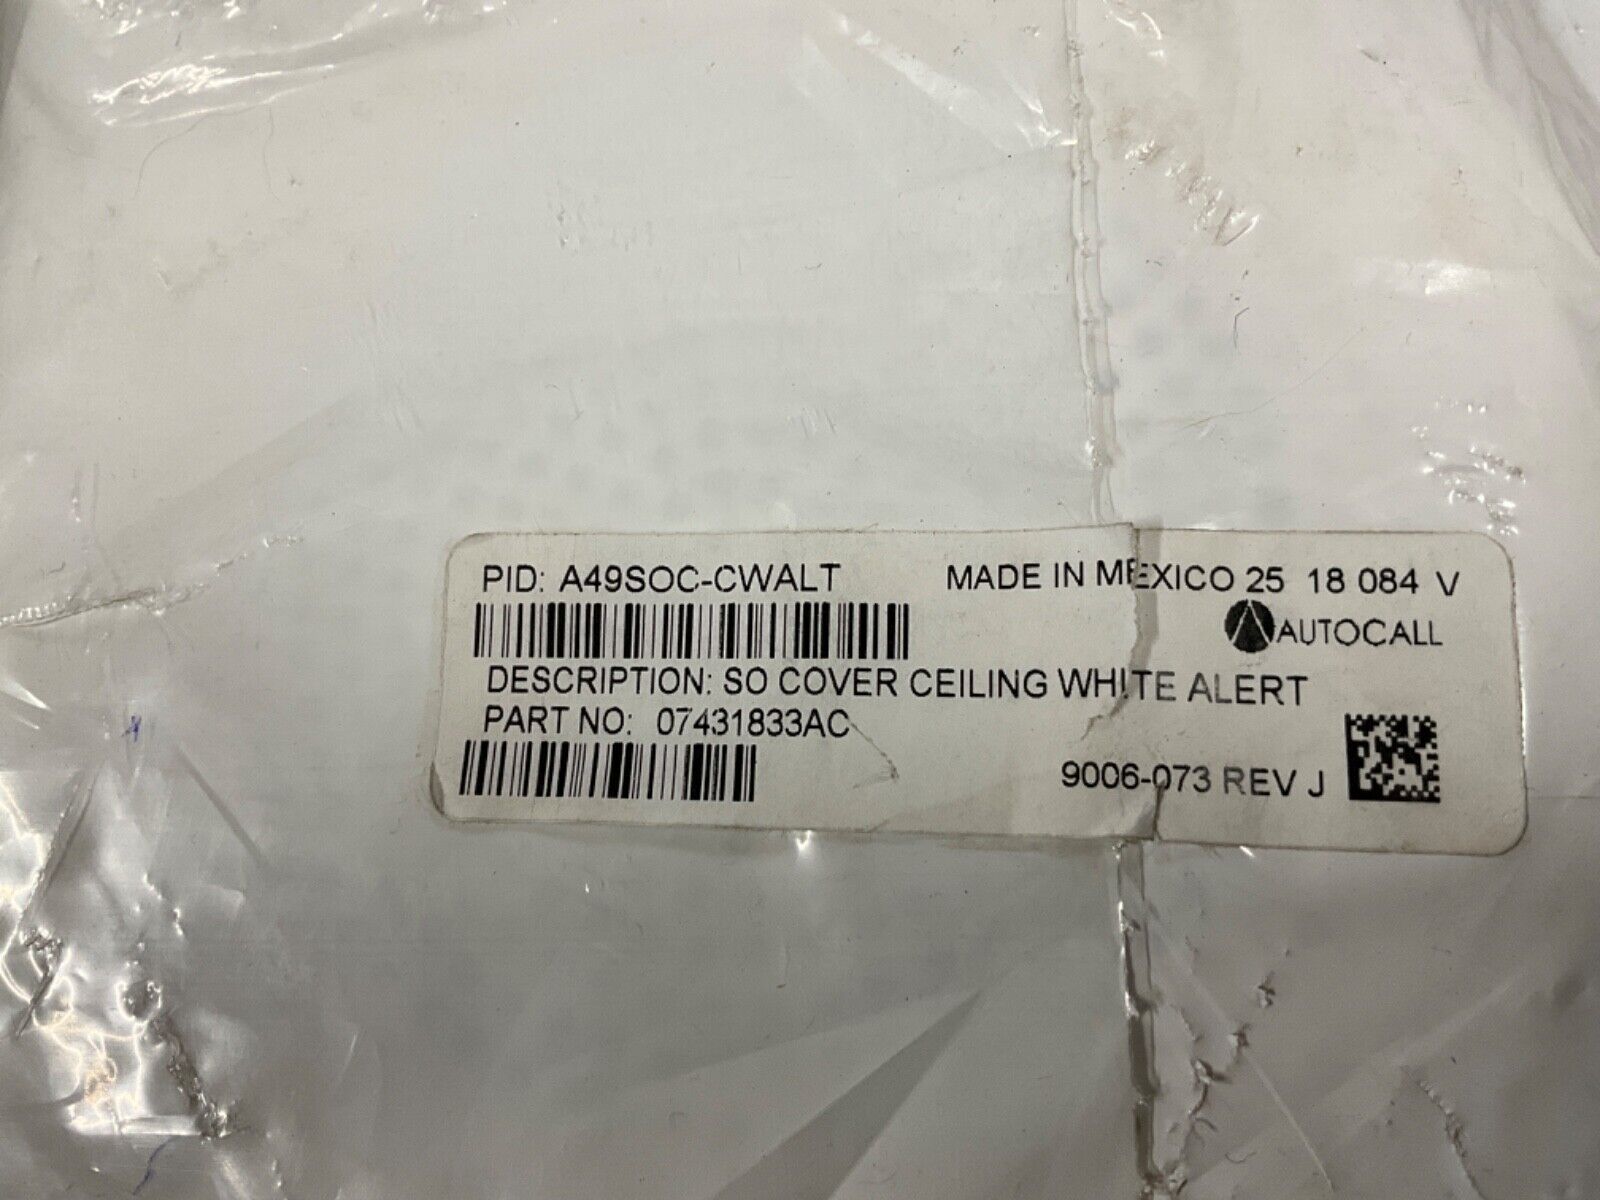 PID: A49SOC-CWALT MADE IN MEXICO 25 18 084 V
AUTOCALL
DESCRIPTION: SO COVER CEILING WHITE ALERT
PART NO: 07431833AC
9006-073 REV J